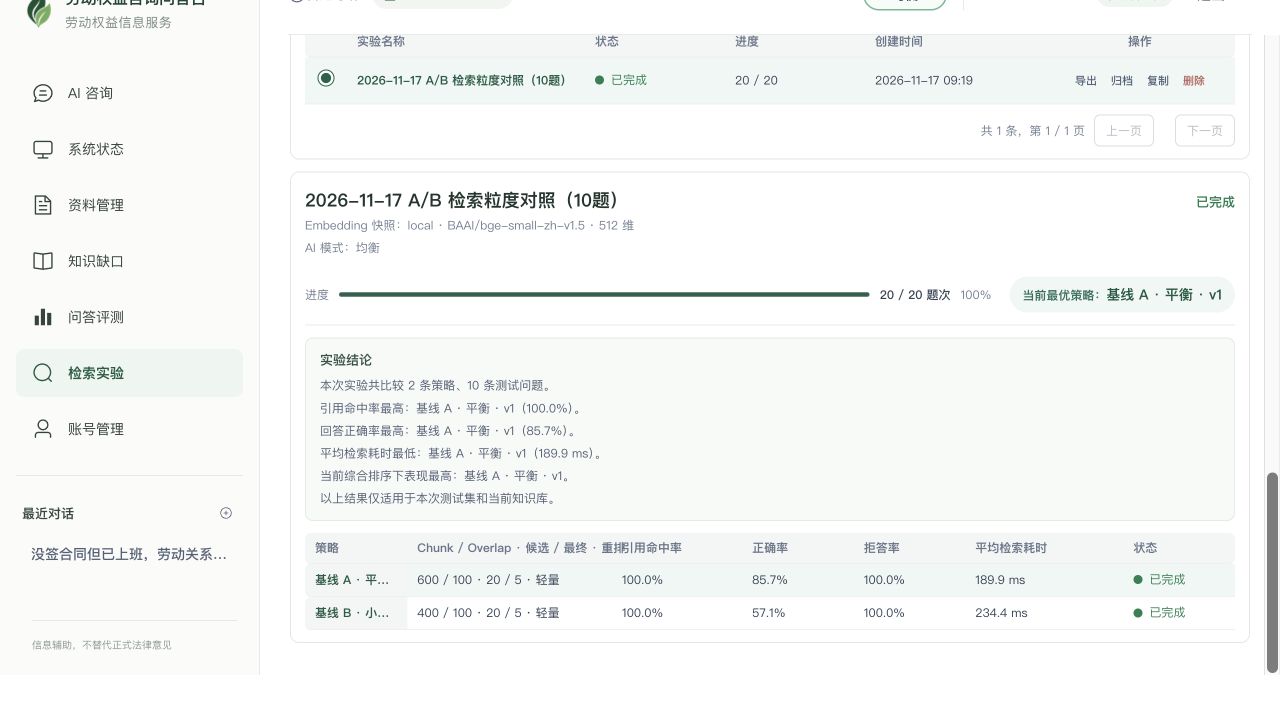 劳动权益信息服务
AI 咨询
系统状态
资料管理
知识缺口
问答评测
检索实验
账号管理
最近对话
没签合同但已上班，劳动关系...
信息辅助，不替代正式法律意见
实验名称 状态 进度 创建时间 操作
2026-11-17 A/B 检索粒度对照（10题） 已完成 20 / 20 2026-11-17 09:19 导出 归档 复制 删除
共 1 条，第 1 / 1 页 上一页 下一页
2026-11-17 A/B 检索粒度对照（10题） 已完成
Embedding 快照：local · BAAI/bge-small-zh-v1.5 · 512 维
AI 模式：均衡
进度 20 / 20 题次 100% 当前最优策略：基线 A · 平衡 · v1
实验结论
本次实验共比较 2 条策略、10 条测试问题。
引用命中率最高：基线 A · 平衡 · v1（100.0%）。
回答正确率最高：基线 A · 平衡 · v1（85.7%）。
平均检索耗时最低：基线 A · 平衡 · v1（189.9 ms）。
当前综合排序下表现最高：基线 A · 平衡 · v1。
以上结果仅适用于本次测试集和当前知识库。
策略 Chunk / Overlap · 候选 / 最终 · 重排 引用命中率 正确率 拒答率 平均检索耗时 状态
基线 A · 平... 600 / 100 · 20 / 5 · 轻量 100.0% 85.7% 100.0% 189.9 ms 已完成
基线 B · 小... 400 / 100 · 20 / 5 · 轻量 100.0% 57.1% 100.0% 234.4 ms 已完成